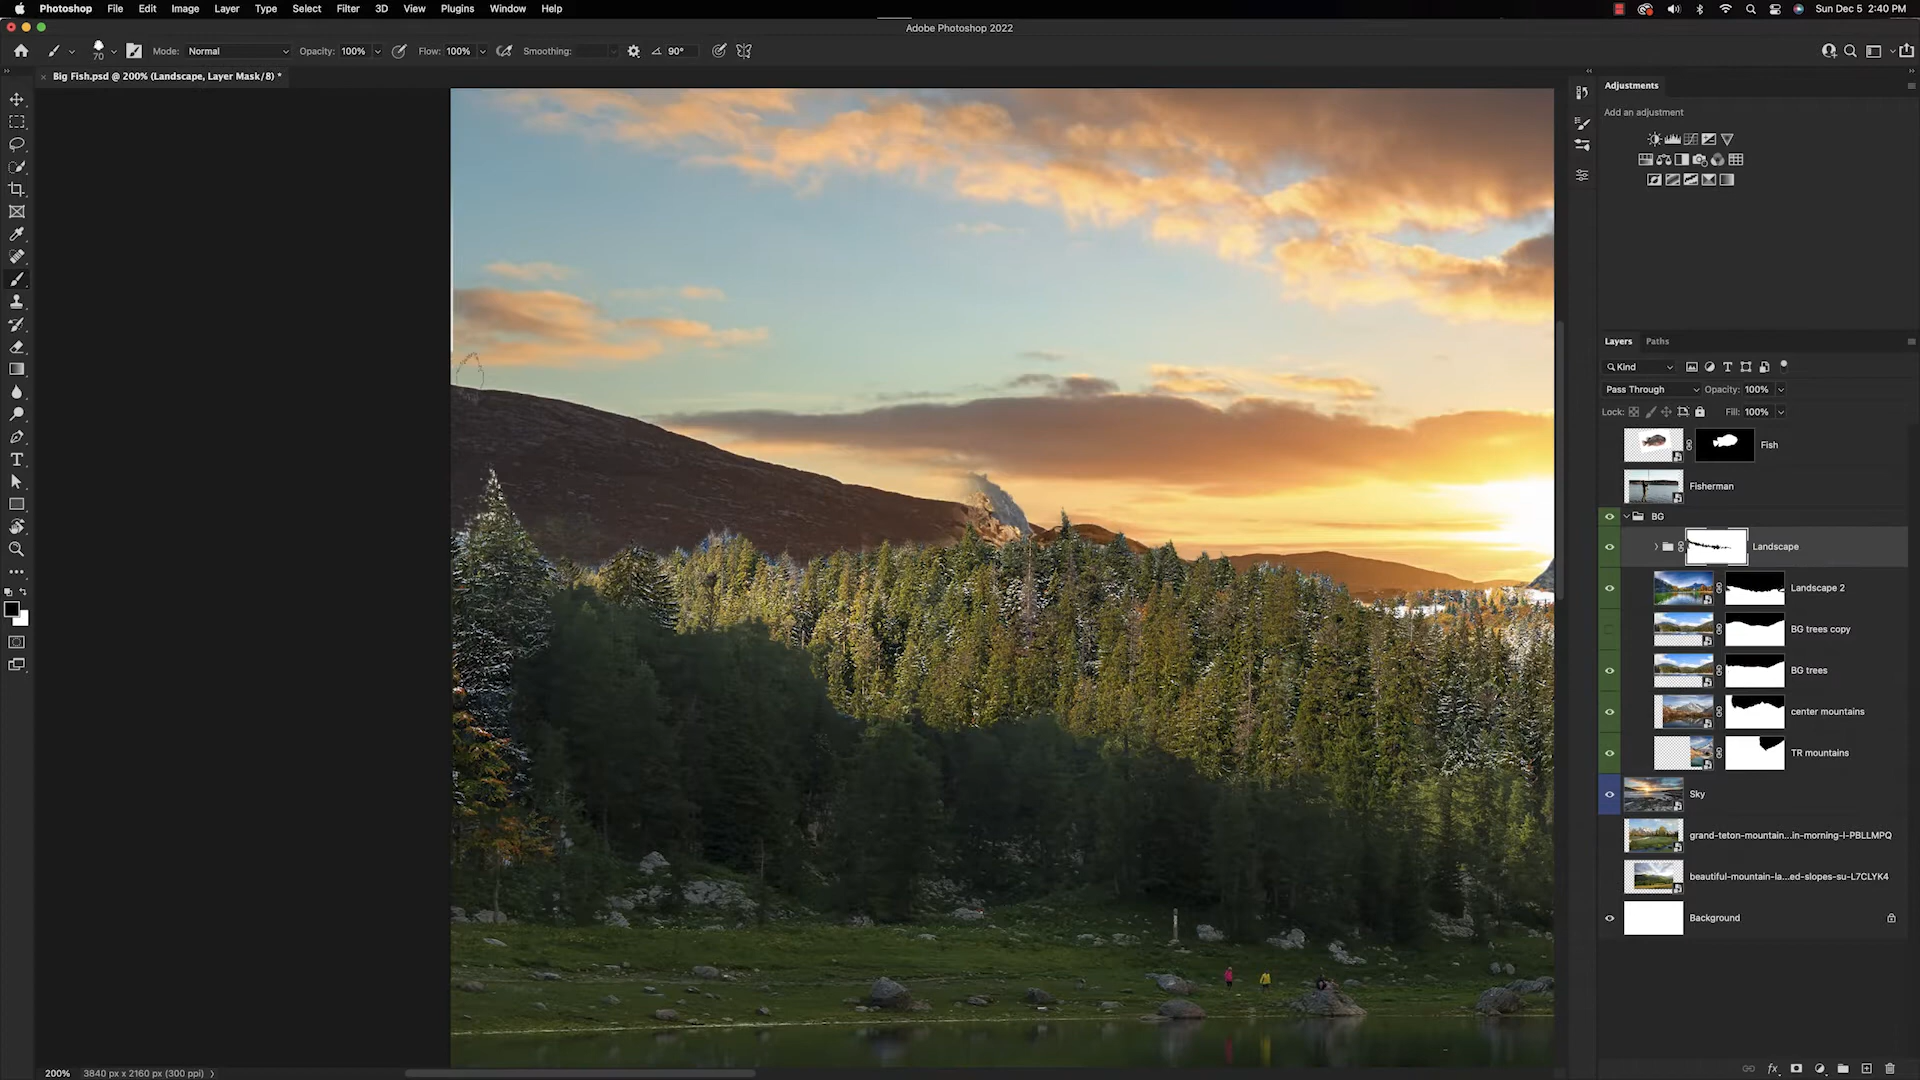 Photoshop File Edit Image Layer Type Select Filter 3D View Plugins Window Help Sun Dec 5 2:40 PM
Adobe Photoshop 2022
70 Mode: Normal Opacity: 100% Flow: 100% Smoothing: 90°
Big Fish.psd @ 200% (Landscape, Layer Mask/8) *
Adjustments
Add an adjustment
Layers Paths
Kind
Pass Through Opacity: 100%
Lock: Fill: 100%
Fish
Fisherman
BG
Landscape
Landscape 2
BG trees copy
BG trees
center mountains
TR mountains
Sky
grand-teton-mountain...in-morning-l-PBLLMPQ
beautiful-mountain-la...ed-slopes-su-L7CLYK4
Background
200% 3840 px x 2160 px (300 ppi)